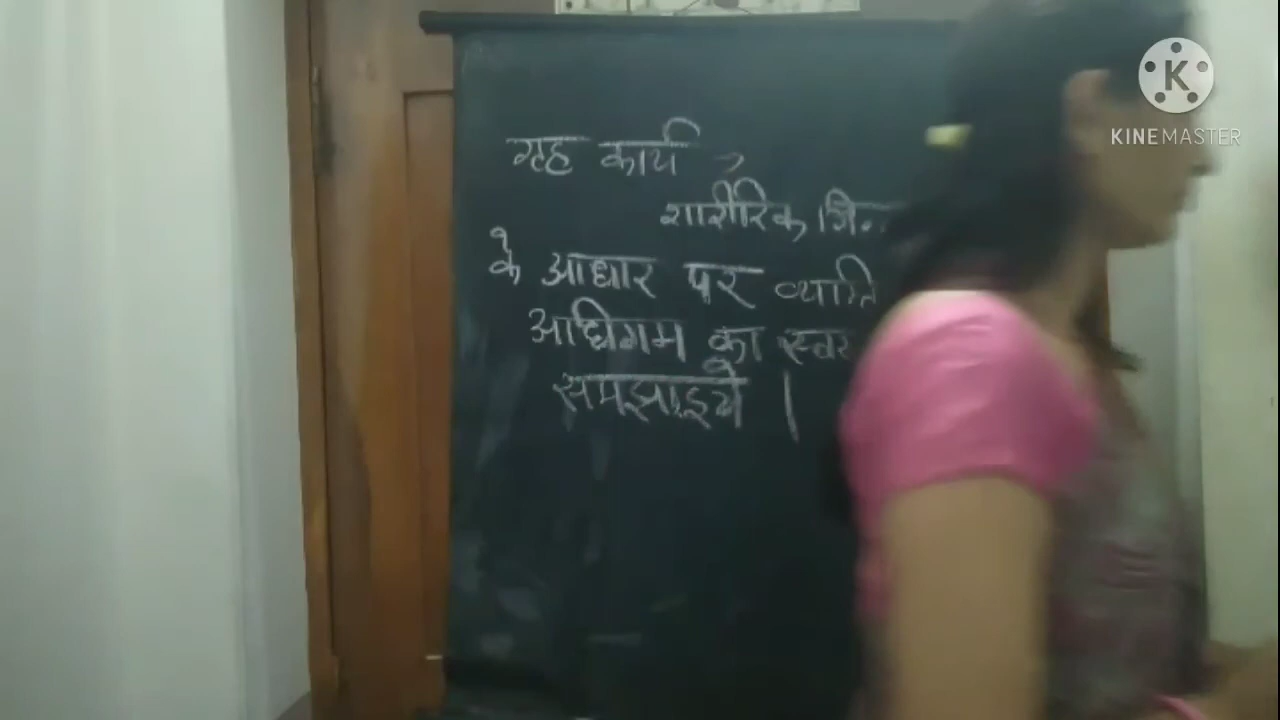 गृह कार्य
शारीरिक
के आधार पर
अधिगम का
समझाइये ।
K
KINEMASTER